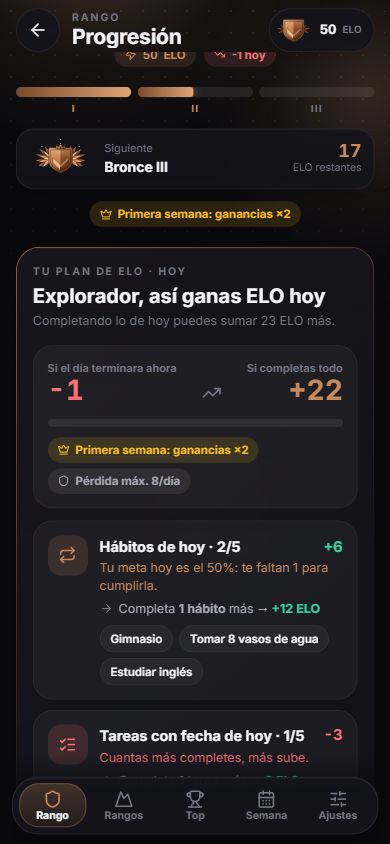 RANGO
Progresión
50 ELO
50 ELO
-1 hoy
I
II
III
Siguiente
Bronce III
17
ELO restantes
Primera semana: ganancias ×2
TU PLAN DE ELO · HOY
Explorador, así ganas ELO hoy
Completando lo de hoy puedes sumar 23 ELO más.
Si el día terminara ahora
-1
Si completas todo
+22
Primera semana: ganancias ×2
Pérdida máx. 8/día
Hábitos de hoy · 2/5
+6
Tu meta hoy es el 50%: te faltan 1 para
cumplirla.
→ Completa 1 hábito más → +12 ELO
Gimnasio
Tomar 8 vasos de agua
Estudiar inglés
Tareas con fecha de hoy · 1/5
-3
Cuantas más completes, más sube.
Rango
Rangos
Top
Semana
Ajustes